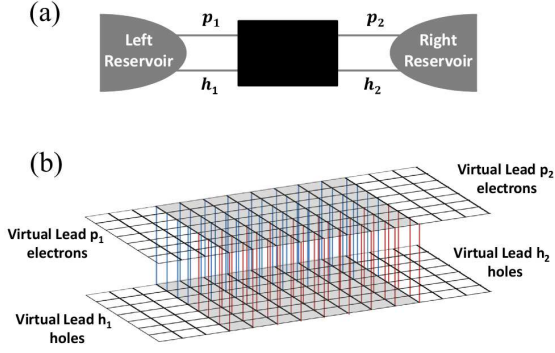 (a)
p1
p2
Left
Reservoir
Right
Reservoir
h1
h2
(b)
Virtual Lead p2
electrons
Virtual Lead p1
electrons
Virtual Lead h2
holes
Virtual Lead h1
holes